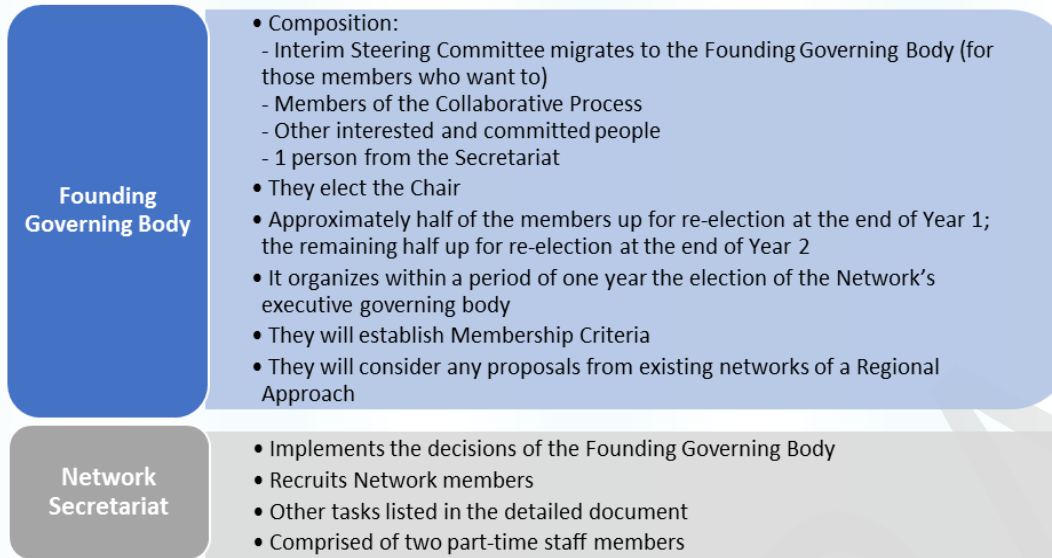 Founding
Governing Body
• Composition:
- Interim Steering Committee migrates to the Founding Governing Body (for
those members who want to)
- Members of the Collaborative Process
- Other interested and committed people
- 1 person from the Secretariat
• They elect the Chair
• Approximately half of the members up for re-election at the end of Year 1;
the remaining half up for re-election at the end of Year 2
• It organizes within a period of one year the election of the Network’s
executive governing body
• They will establish Membership Criteria
• They will consider any proposals from existing networks of a Regional
Approach
Network
Secretariat
• Implements the decisions of the Founding Governing Body
• Recruits Network members
• Other tasks listed in the detailed document
• Comprised of two part-time staff members